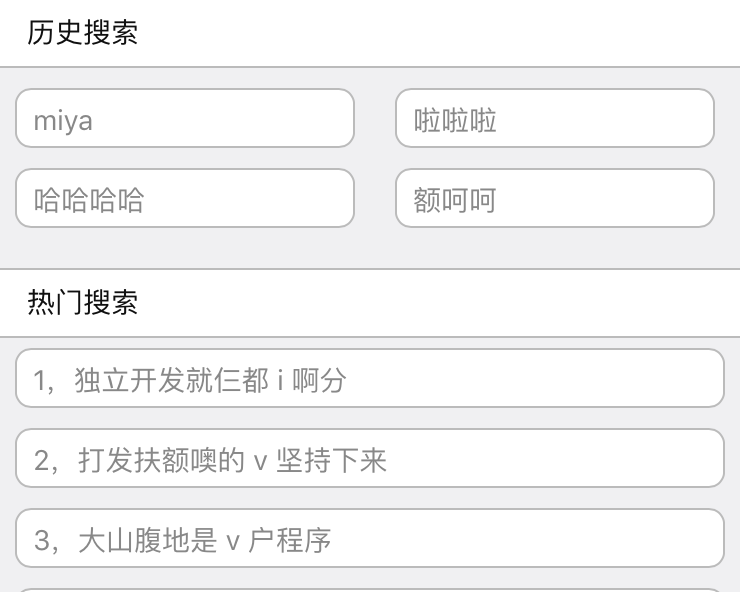 历史搜索
miya
啦啦啦
哈哈哈哈
额呵呵
热门搜索
1，独立开发就仨都 i 啊分
2，打发扶额噢的 v 坚持下来
3，大山腹地是 v 户程序